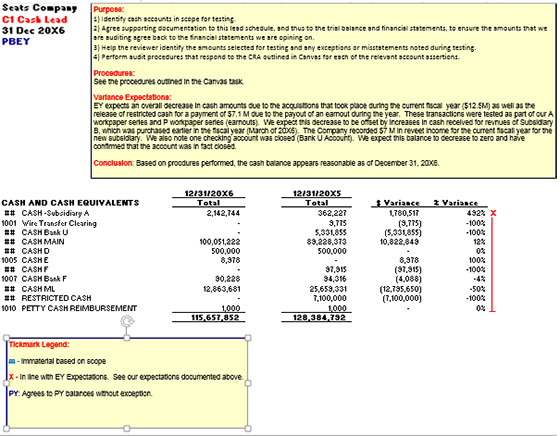 Seats Company
C1 Cash Lead
31 Dec 20X6
PBEY
Purpose:
1) Identify cash accounts in scope for testing.
2) Agree supporting documentation to this lead schedule, and thus to the trial balance and financial statements, to ensure the amounts that we
are auditing agree back to the financial statements we are opining on.
3) Help the reviewer identify the amounts selected for testing and any exceptions or misstatements noted during testing.
4) Perform audit procedures that respond to the CRA outlined in Canvas for each of the relevant account assertions.
Procedures:
See the procedures outlined in the Canvas task.
Variance Expectations:
EY expects an overall decrease in cash amounts due to the acquisitions that took place during the current fiscal year ($12.5M) as well as the
release of restricted cash for a payment of $7.1 M due to the payout of an earnout during the year. These transactions were tested as part of our A
workpaper series and P workpaper series (earnouts). We expect this decrease to be offset by increases in cash received for revnues of Subsidiary
B, which was purchased earlier in the fiscal year (March of 20X6). The Company recorded $7 M in revent income for the current fiscal year for the
new subsidiary. We also note one checking account was closed (Bank U Account). We expect this balance to decrease to zero and have
confirmed that the account was in fact closed.
Conclusion: Based on procdures performed, the cash balance appears reasonable as of December 31, 20X6.
12/31/20X6 12/31/20X5
CASH AND CASH EQUIVALENTS Total Total $ Variance % Variance
## CASH -Subsidiary A 2,142,744 362,227 1,780,517 492% X
1001 Wire Transfer Clearing - 9,775 (9,775) -100%
## CASH Bank U - 5,331,855 (5,331,855) -100%
## CASH MAIN 100,051,222 89,228,373 10,822,849 12%
## CASH D 500,000 500,000 - 0%
1005 CASH E 8,978 - 8,978 100%
## CASH F - 97,915 (97,915) -100%
1007 CASH Bank F 90,228 94,316 (4,088) -4%
## CASH ML 12,863,681 25,659,331 (12,795,650) -50%
## RESTRICTED CASH - 7,100,000 (7,100,000) -100%
1010 PETTY CASH REIMBURSEMENT 1,000 1,000 - 0%
115,657,852 128,384,792
Tickmark Legend:
m - Immaterial based on scope
X - In line with EY Expectations. See our expectations documented above.
PY: Agrees to PY balances without exception.